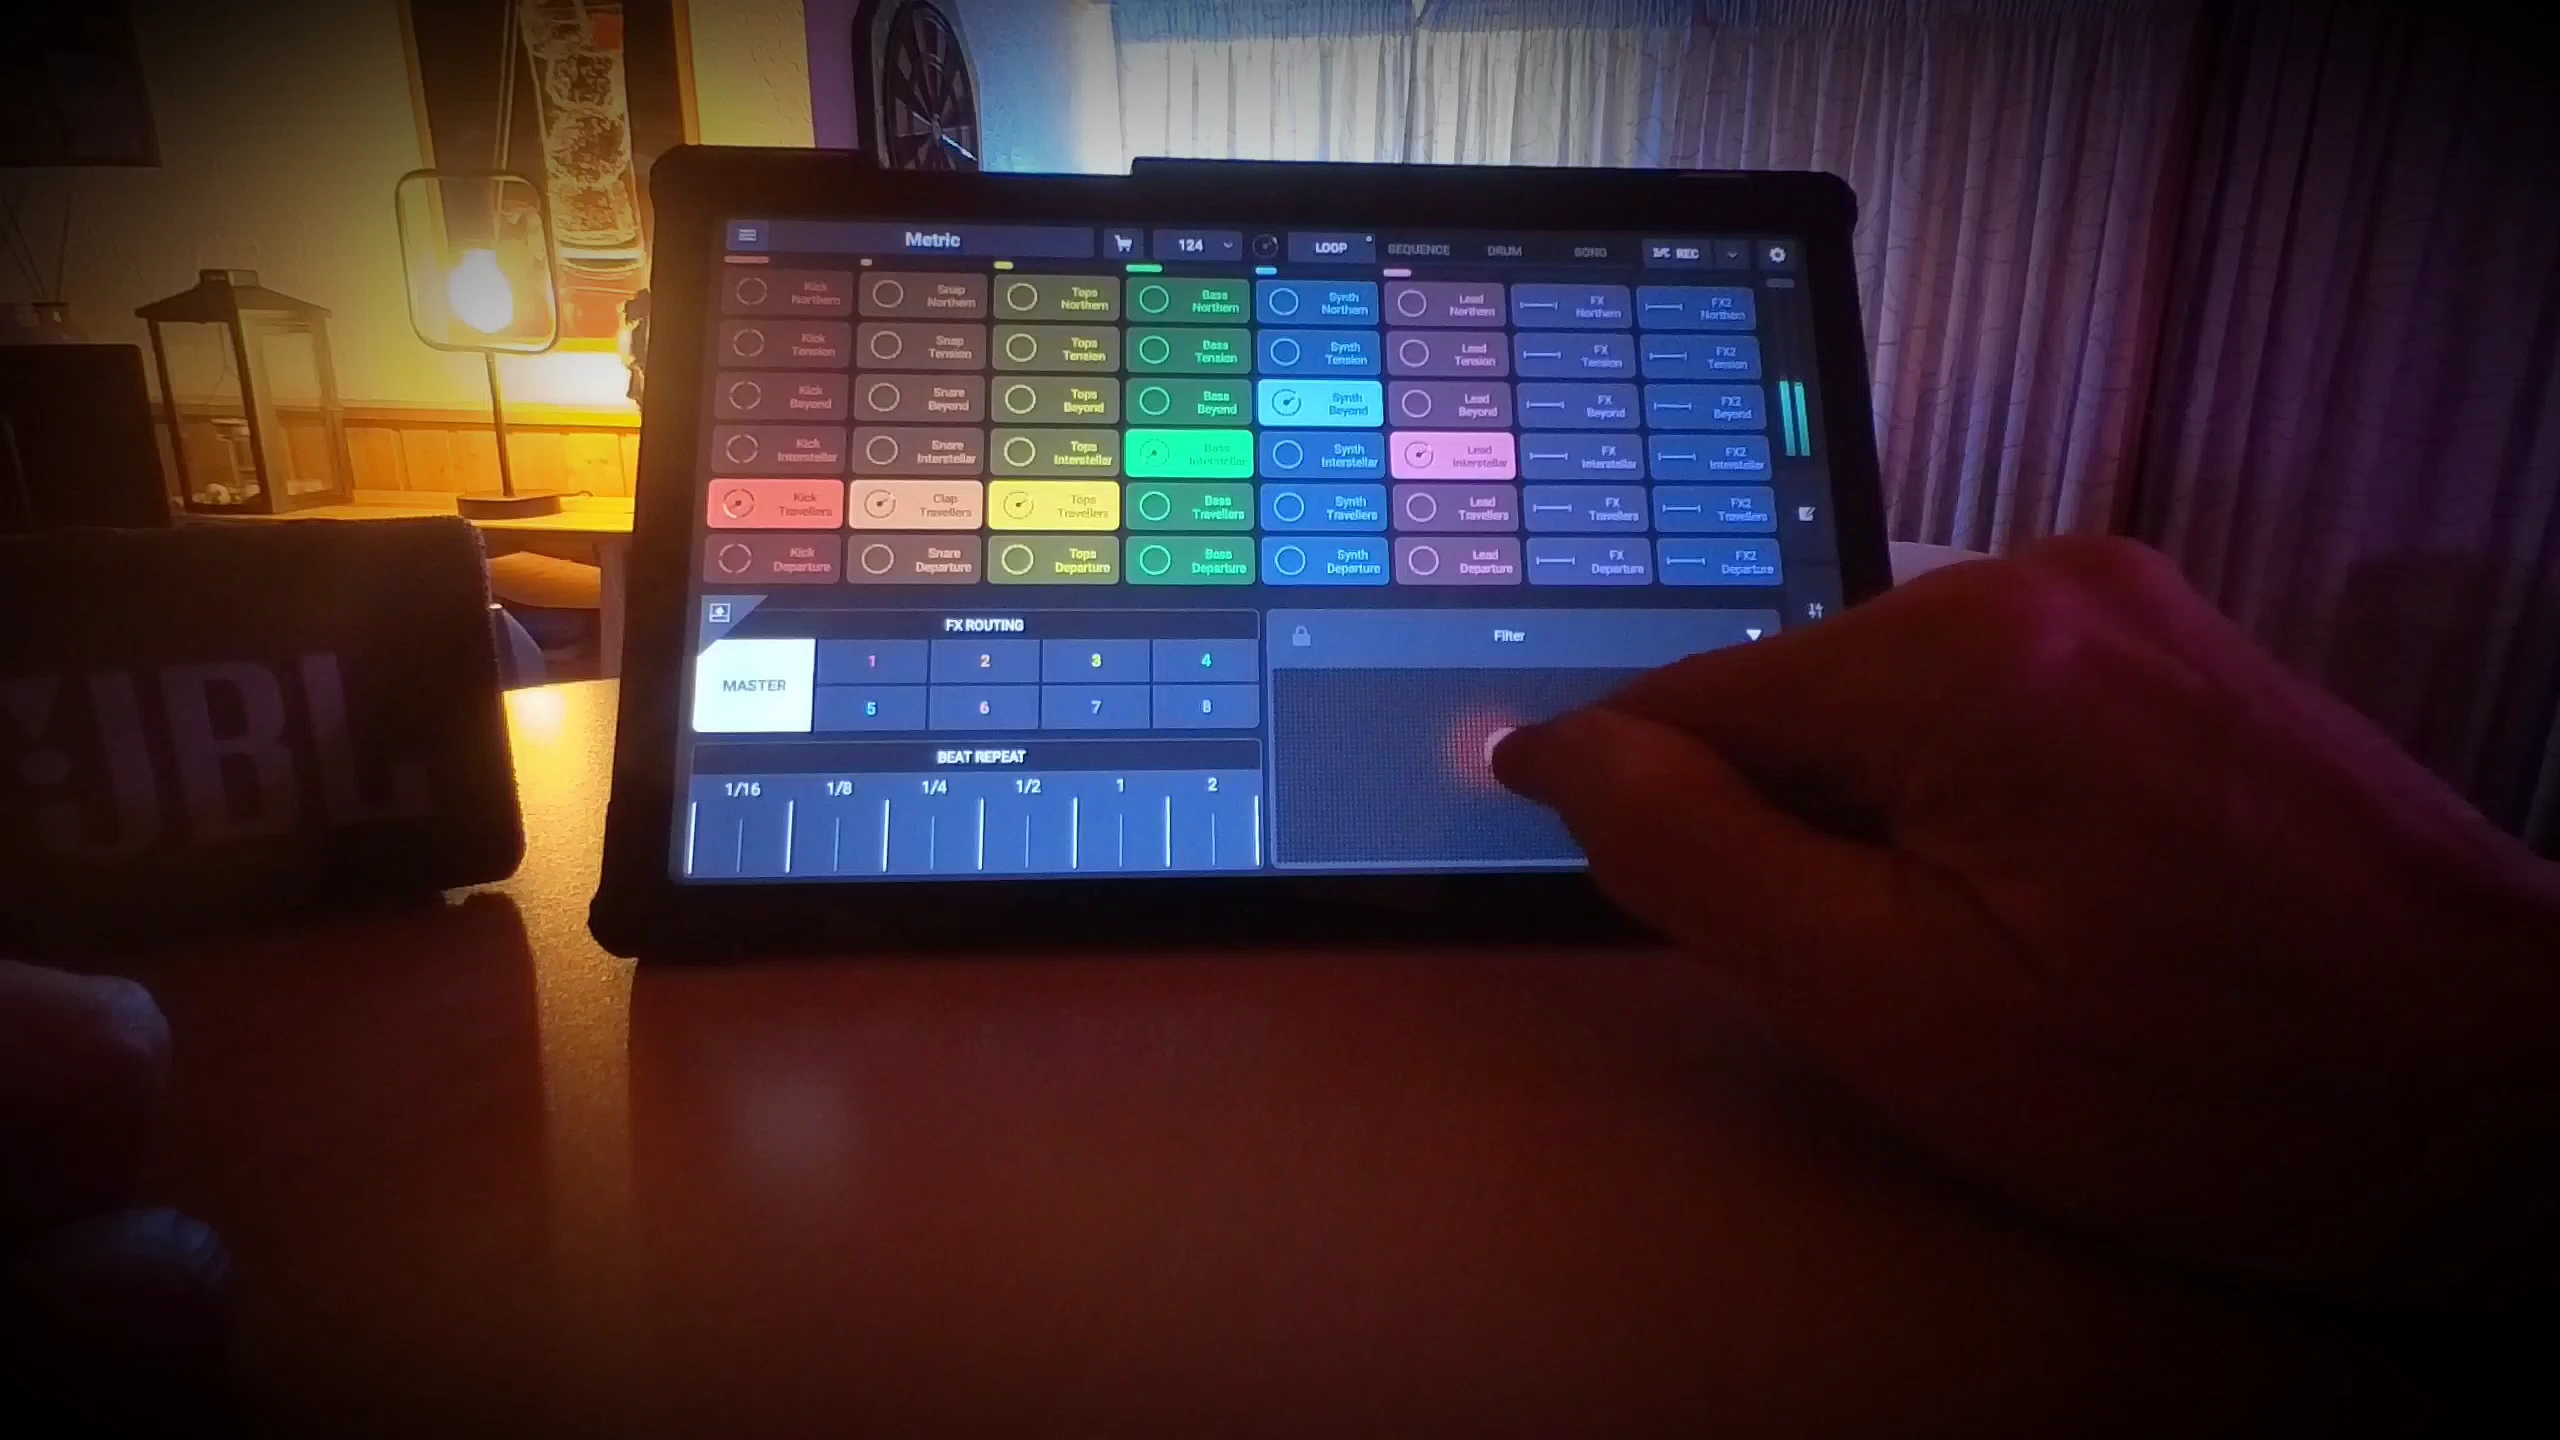 Metric
124
LOOP
SEQUENCE
DRUM
SONG
REC
Kick
Northern
Snap
Northern
Tops
Northern
Bass
Northern
Synth
Northern
Lead
Northern
FX
Northern
FX2
Northern
Kick
Tension
Snap
Tension
Tops
Tension
Bass
Tension
Synth
Tension
Lead
Tension
FX
Tension
FX2
Tension
Kick
Beyond
Snare
Beyond
Tops
Beyond
Bass
Beyond
Synth
Beyond
Lead
Beyond
FX
Beyond
FX2
Beyond
Kick
Interstellar
Snare
Interstellar
Tops
Interstellar
Bass
Interstellar
Synth
Interstellar
Lead
Interstellar
FX
Interstellar
FX2
Interstellar
Kick
Travellers
Clap
Travellers
Tops
Travellers
Bass
Travellers
Synth
Travellers
Lead
Travellers
FX
Travellers
FX2
Travellers
Kick
Departure
Snare
Departure
Tops
Departure
Bass
Departure
Synth
Departure
Lead
Departure
FX
Departure
FX2
Departure
FX ROUTING
MASTER
1
2
3
4
5
6
7
8
Filter
BEAT REPEAT
1/16
1/8
1/4
1/2
1
2
JBL